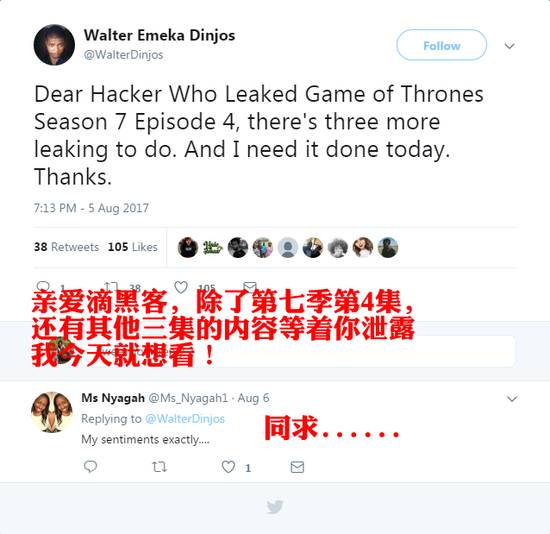 Walter Emeka Dinjos
@WalterDinjos
Follow
Dear Hacker Who Leaked Game of Thrones
Season 7 Episode 4, there's three more
leaking to do. And I need it done today.
Thanks.
7:13 PM - 5 Aug 2017
38 Retweets 105 Likes
1 38 105
亲爱滴黑客，除了第七季第4集，
还有其他三集的内容等着你泄露
我今天就想看！
Ms Nyagah @Ms_Nyagah1 · Aug 6
Replying to @WalterDinjos
My sentiments exactly....
同求......
1